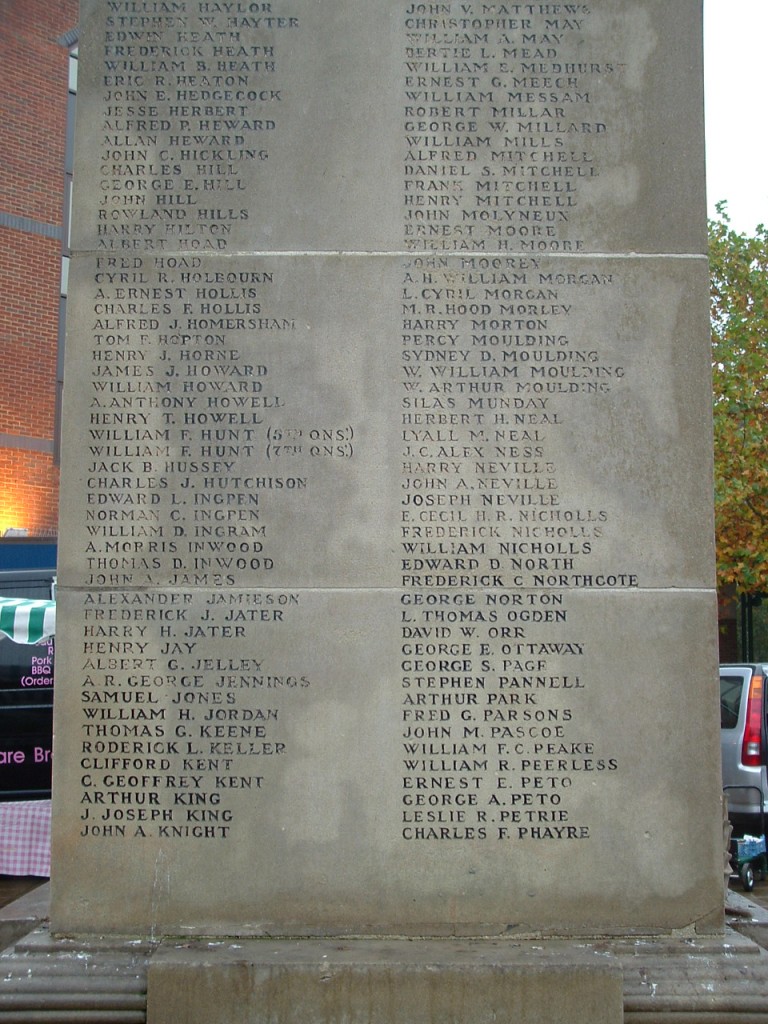 WILLIAM HAYLOR
STEPHEN W. HAYTER
EDWIN HEATH
FREDERICK HEATH
WILLIAM B. HEATH
ERIC R. HEATON
JOHN E. HEDGECOCK
JESSE HERBERT
ALFRED P. HEWARD
ALLAN HEWARD
JOHN C. HICKLING
CHARLES HILL
GEORGE E. HILL
JOHN HILL
ROWLAND HILLS
HARRY HILTON
ALBERT HOAD
FRED HOAD
CYRIL R. HOLBOURN
A. ERNEST HOLLIS
CHARLES F. HOLLIS
ALFRED J. HOMERSHAM
TOM F. HOPTON
HENRY J. HORNE
JAMES J. HOWARD
WILLIAM HOWARD
A. ANTHONY HOWELL
HENRY T. HOWELL
WILLIAM F. HUNT (5TH QNS.)
WILLIAM F. HUNT (7TH QNS.)
JACK B. HUSSEY
CHARLES J. HUTCHISON
EDWARD L. INGPEN
NORMAN C. INGPEN
WILLIAM D. INGRAM
A. MORRIS INWOOD
THOMAS D. INWOOD
JOHN A. JAMES
ALEXANDER JAMIESON
FREDERICK J. JATER
HARRY H. JATER
HENRY JAY
ALBERT G. JELLEY
A. R. GEORGE JENNINGS
SAMUEL JONES
WILLIAM H. JORDAN
THOMAS G. KEENE
RODERICK L. KELLER
CLIFFORD KENT
C. GEOFFREY KENT
ARTHUR KING
J. JOSEPH KING
JOHN A. KNIGHT
JOHN V. MATTHEWS
CHRISTOPHER MAY
WILLIAM A. MAY
BERTIE L. MEAD
WILLIAM E. MEDHURST
ERNEST G. MEECH
WILLIAM MESSAM
ROBERT MILLAR
GEORGE W. MILLARD
WILLIAM MILLS
ALFRED MITCHELL
DANIEL S. MITCHELL
FRANK MITCHELL
HENRY MITCHELL
JOHN MOLYNEUX
ERNEST MOORE
WILLIAM H. MOORE
JOHN MOOREY
A. H. WILLIAM MORGAN
L. CYRIL MORGAN
M. R. HOOD MORLEY
HARRY MORTON
PERCY MOULDING
SYDNEY D. MOULDING
W. WILLIAM MOULDING
W. ARTHUR MOULDING
SILAS MUNDAY
HERBERT H. NEAL
LYALL M. NEAL
J. C. ALEX NESS
HARRY NEVILLE
JOHN A. NEVILLE
JOSEPH NEVILLE
E. CECIL H. R. NICHOLLS
FREDERICK NICHOLLS
WILLIAM NICHOLLS
EDWARD D. NORTH
FREDERICK C NORTHCOTE
GEORGE NORTON
L. THOMAS OGDEN
DAVID W. ORR
GEORGE E. OTTAWAY
GEORGE S. PAGE
STEPHEN PANNELL
ARTHUR PARK
FRED G. PARSONS
JOHN M. PASCOE
WILLIAM F. C. PEAKE
WILLIAM R. PEERLESS
ERNEST E. PETO
GEORGE A. PETO
LESLIE R. PETRIE
CHARLES F. PHAYRE
Pork
BBQ
(Order